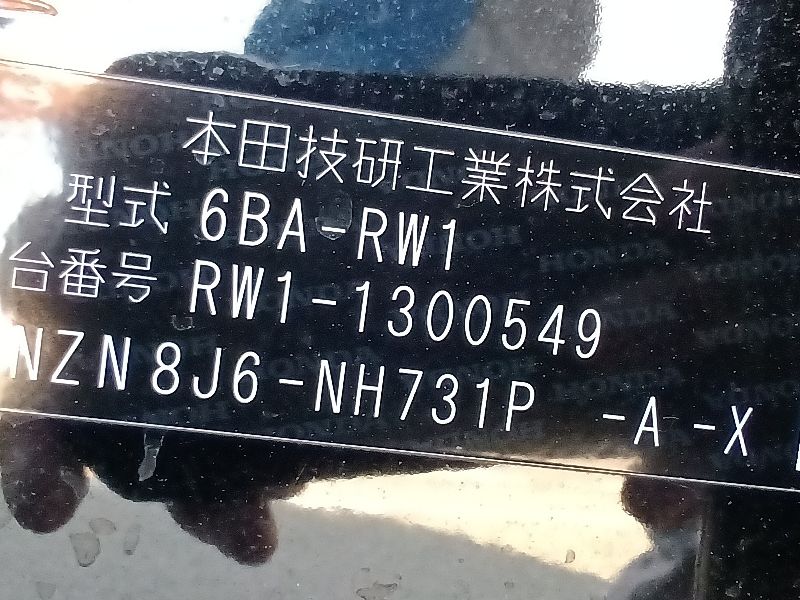 本田技研工業株式会社
型式 6BA-RW1
台番号 RW1-1300549
NZN8J6-NH731P -A-X